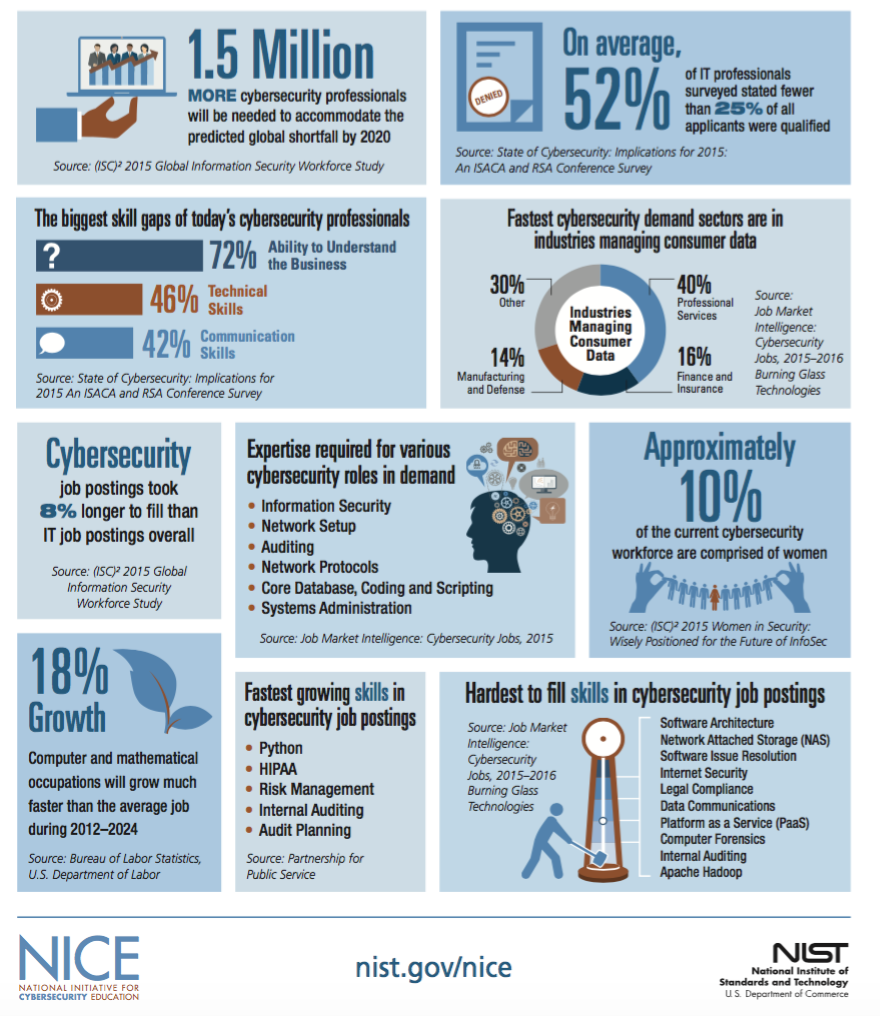 1.5 Million
MORE cybersecurity professionals
will be needed to accommodate the
predicted global shortfall by 2020
Source: (ISC)² 2015 Global Information Security Workforce Study
DENIED
On average,
52%
of IT professionals
surveyed stated fewer
than 25% of all
applicants were qualified
Source: State of Cybersecurity: Implications for 2015:
An ISACA and RSA Conference Survey
The biggest skill gaps of today's cybersecurity professionals
?
72% Ability to Understand
the Business
46% Technical
Skills
42% Communication
Skills
Source: State of Cybersecurity: Implications for
2015 An ISACA and RSA Conference Survey
Fastest cybersecurity demand sectors are in
industries managing consumer data
30%
Other
40%
Professional
Services
Industries
Managing
Consumer
Data
14%
Manufacturing
and Defense
16%
Finance and
Insurance
Source:
Job Market
Intelligence:
Cybersecurity
Jobs, 2015–2016
Burning Glass
Technologies
Cybersecurity
job postings took
8% longer to fill than
IT job postings overall
Source: (ISC)² 2015 Global
Information Security
Workforce Study
Expertise required for various
cybersecurity roles in demand
• Information Security
• Network Setup
• Auditing
• Network Protocols
• Core Database, Coding and Scripting
• Systems Administration
Source: Job Market Intelligence: Cybersecurity Jobs, 2015
Approximately
10%
of the current cybersecurity
workforce are comprised of women
Source: (ISC)² 2015 Women in Security:
Wisely Positioned for the Future of InfoSec
18%
Growth
Computer and mathematical
occupations will grow much
faster than the average job
during 2012–2024
Source: Bureau of Labor Statistics,
U.S. Department of Labor
Fastest growing skills in
cybersecurity job postings
• Python
• HIPAA
• Risk Management
• Internal Auditing
• Audit Planning
Source: Partnership for
Public Service
Hardest to fill skills in cybersecurity job postings
Source: Job Market
Intelligence:
Cybersecurity
Jobs, 2015–2016
Burning Glass
Technologies
Software Architecture
Network Attached Storage (NAS)
Software Issue Resolution
Internet Security
Legal Compliance
Data Communications
Platform as a Service (PaaS)
Computer Forensics
Internal Auditing
Apache Hadoop
NICE
NATIONAL INITIATIVE FOR
CYBERSECURITY EDUCATION
nist.gov/nice
NIST
National Institute of
Standards and Technology
U.S. Department of Commerce